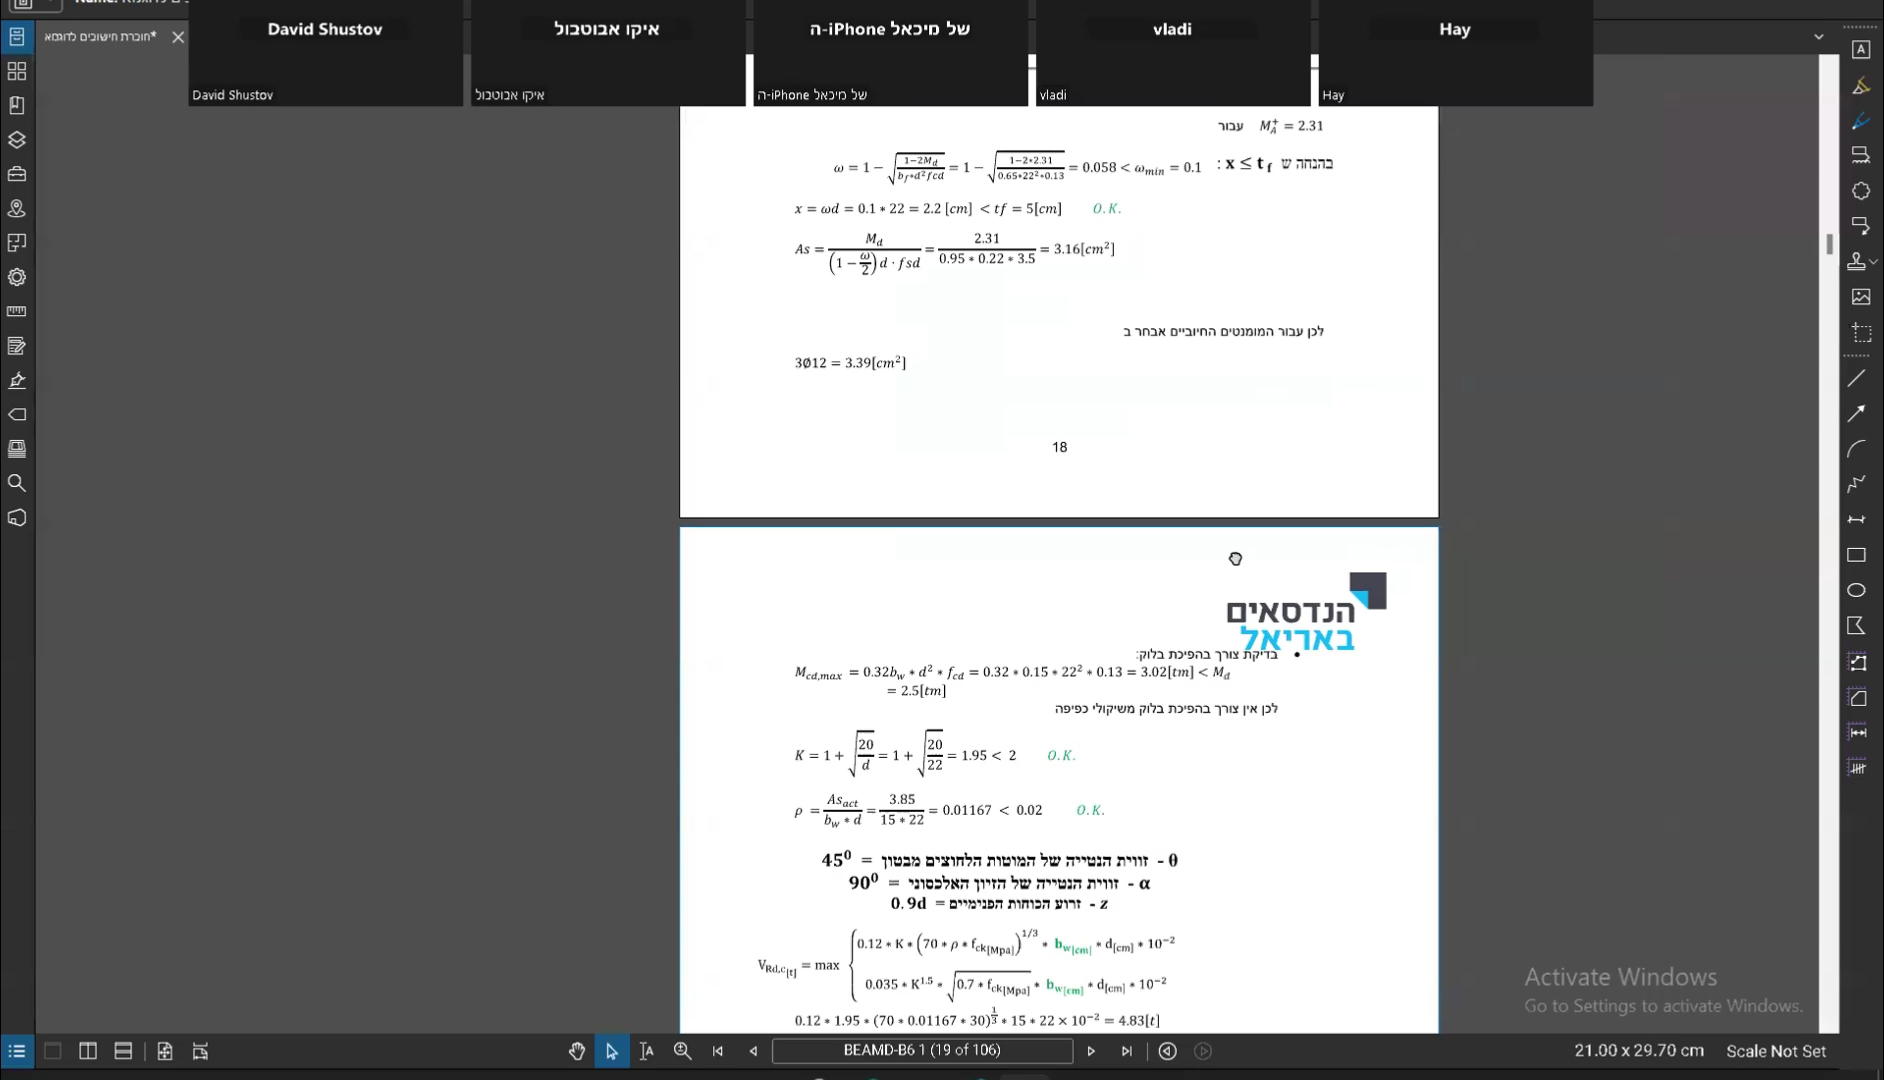 David Shustov
איקו אבוטבול
ה-iPhone של מיכאל
vladi
Hay
חוברת חישובים לדוגמא*
David Shustov
איקו אבוטבול
ה-iPhone של מיכאל
vladi
Hay
עבור M_A^+ = 2.31
בהנחה ש x ≤ t_f :
ω = 1 − √((1−2M_d)/(b_f∗d²fcd)) = 1 − √((1−2∗2.31)/(0.65∗22²∗0.13)) = 0.058 < ω_min = 0.1
x = ωd = 0.1 ∗ 22 = 2.2 [cm] < tf = 5[cm] O.K.
As = M_d/((1 − ω/2)d · fsd) = 2.31/(0.95 ∗ 0.22 ∗ 3.5) = 3.16[cm²]
לכן עבור המומנטים החיוביים אבחר ב
3∅12 = 3.39[cm²]
18
הנדסאים
באריאל
• בדיקת צורך בהפיכת בלוק:
M_cd,max = 0.32b_w ∗ d² ∗ f_cd = 0.32 ∗ 0.15 ∗ 22² ∗ 0.13 = 3.02[tm] < M_d
= 2.5[tm]
לכן אין צורך בהפיכת בלוק משיקולי כפיפה
K = 1 + √(20/d) = 1 + √(20/22) = 1.95 < 2 O.K.
ρ = As_act/(b_w ∗ d) = 3.85/(15 ∗ 22) = 0.01167 < 0.02 O.K.
θ - זווית הנטייה של המוטות הלחוצים מבטון = 45⁰
α - זווית הנטייה של הזיון האלכסוני = 90⁰
z - זרוע הכוחות הפנימיים = 0.9d
V_Rd,c[t] = max { 0.12 ∗ K ∗ (70 ∗ ρ ∗ f_ck[Mpa])^1/3 ∗ b_w[cm] ∗ d[cm] ∗ 10⁻²
0.035 ∗ K^1.5 ∗ √(0.7 ∗ f_ck[Mpa]) ∗ b_w[cm] ∗ d[cm] ∗ 10⁻²
0.12 ∗ 1.95 ∗ (70 ∗ 0.01167 ∗ 30)^1/3 ∗ 15 ∗ 22 × 10⁻² = 4.83[t]
Activate Windows
Go to Settings to activate Windows.
BEAMD-B6 1 (19 of 106)
21.00 x 29.70 cm
Scale Not Set